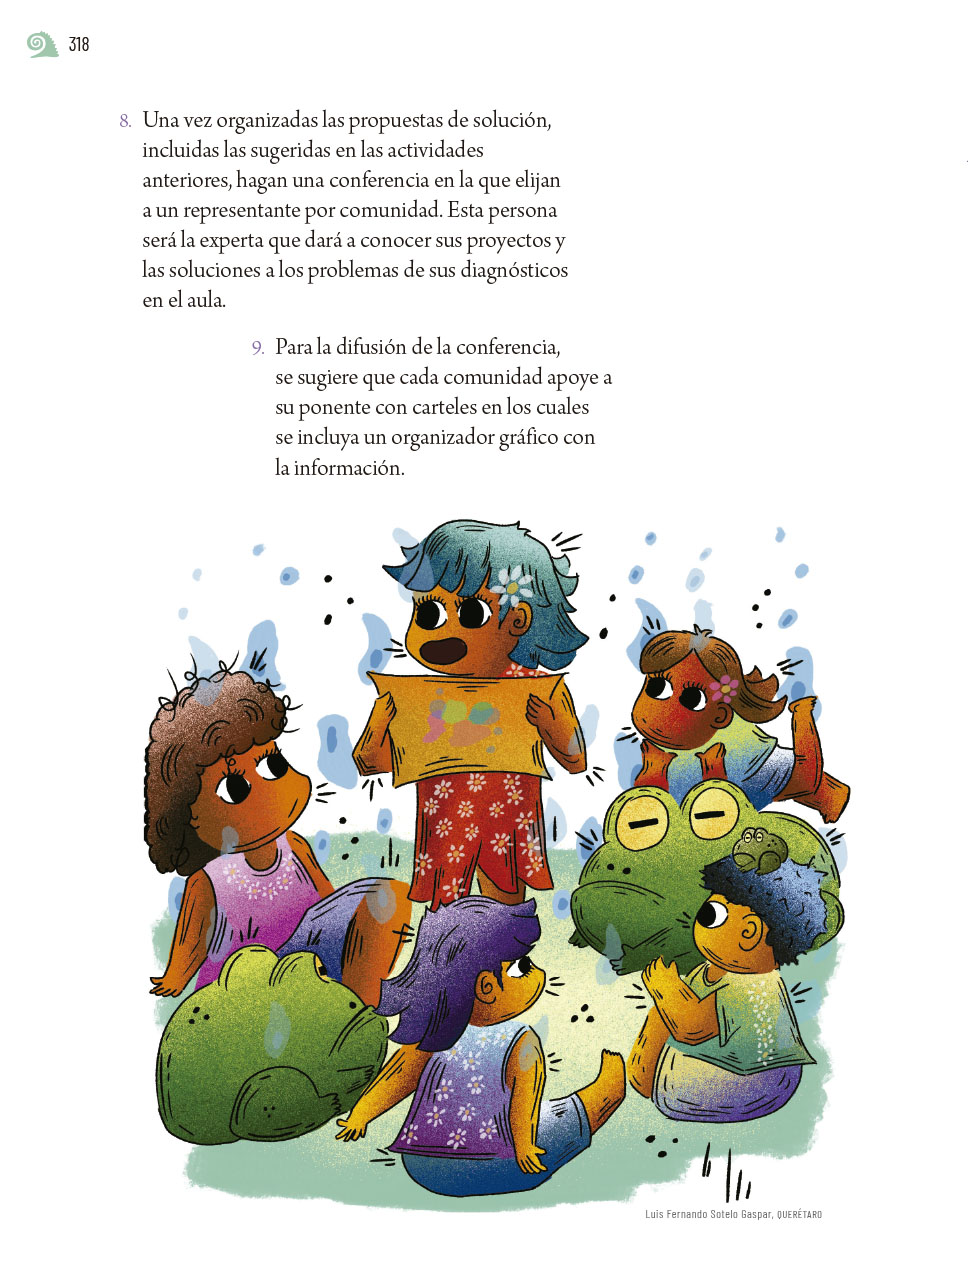 318
8. Una vez organizadas las propuestas de solución,
incluidas las sugeridas en las actividades
anteriores, hagan una conferencia en la que elijan
a un representante por comunidad. Esta persona
será la experta que dará a conocer sus proyectos y
las soluciones a los problemas de sus diagnósticos
en el aula.
9. Para la difusión de la conferencia,
se sugiere que cada comunidad apoye a
su ponente con carteles en los cuales
se incluya un organizador gráfico con
la información.
Luis Fernando Sotelo Gaspar, QUERÉTARO